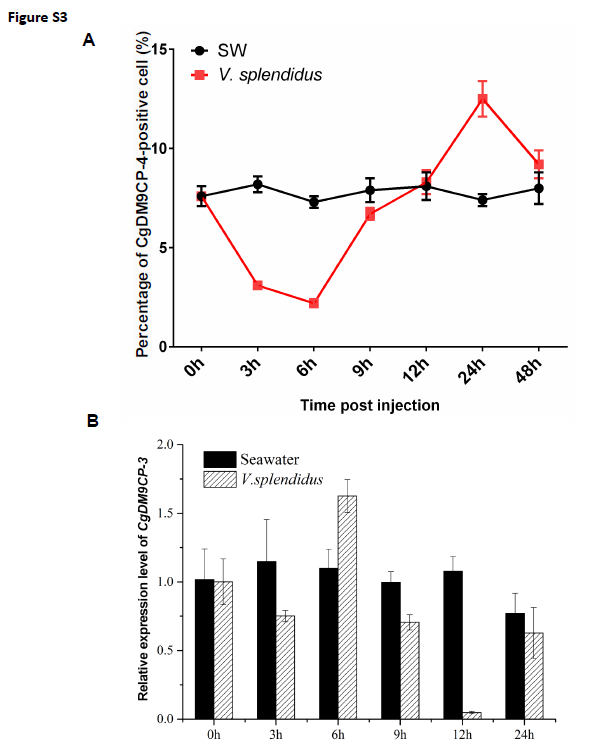 Figure S3
A
Percentage of CgDM9CP-4-positive cell (%)
SW
V. splendidus
15
10
5
0
0h 3h 6h 9h 12h 24h 48h
Time post injection
B
Relative expression level of CgDM9CP-3
Seawater
V.splendidus
2.0
1.5
1.0
0.5
0.0
0h 3h 6h 9h 12h 24h